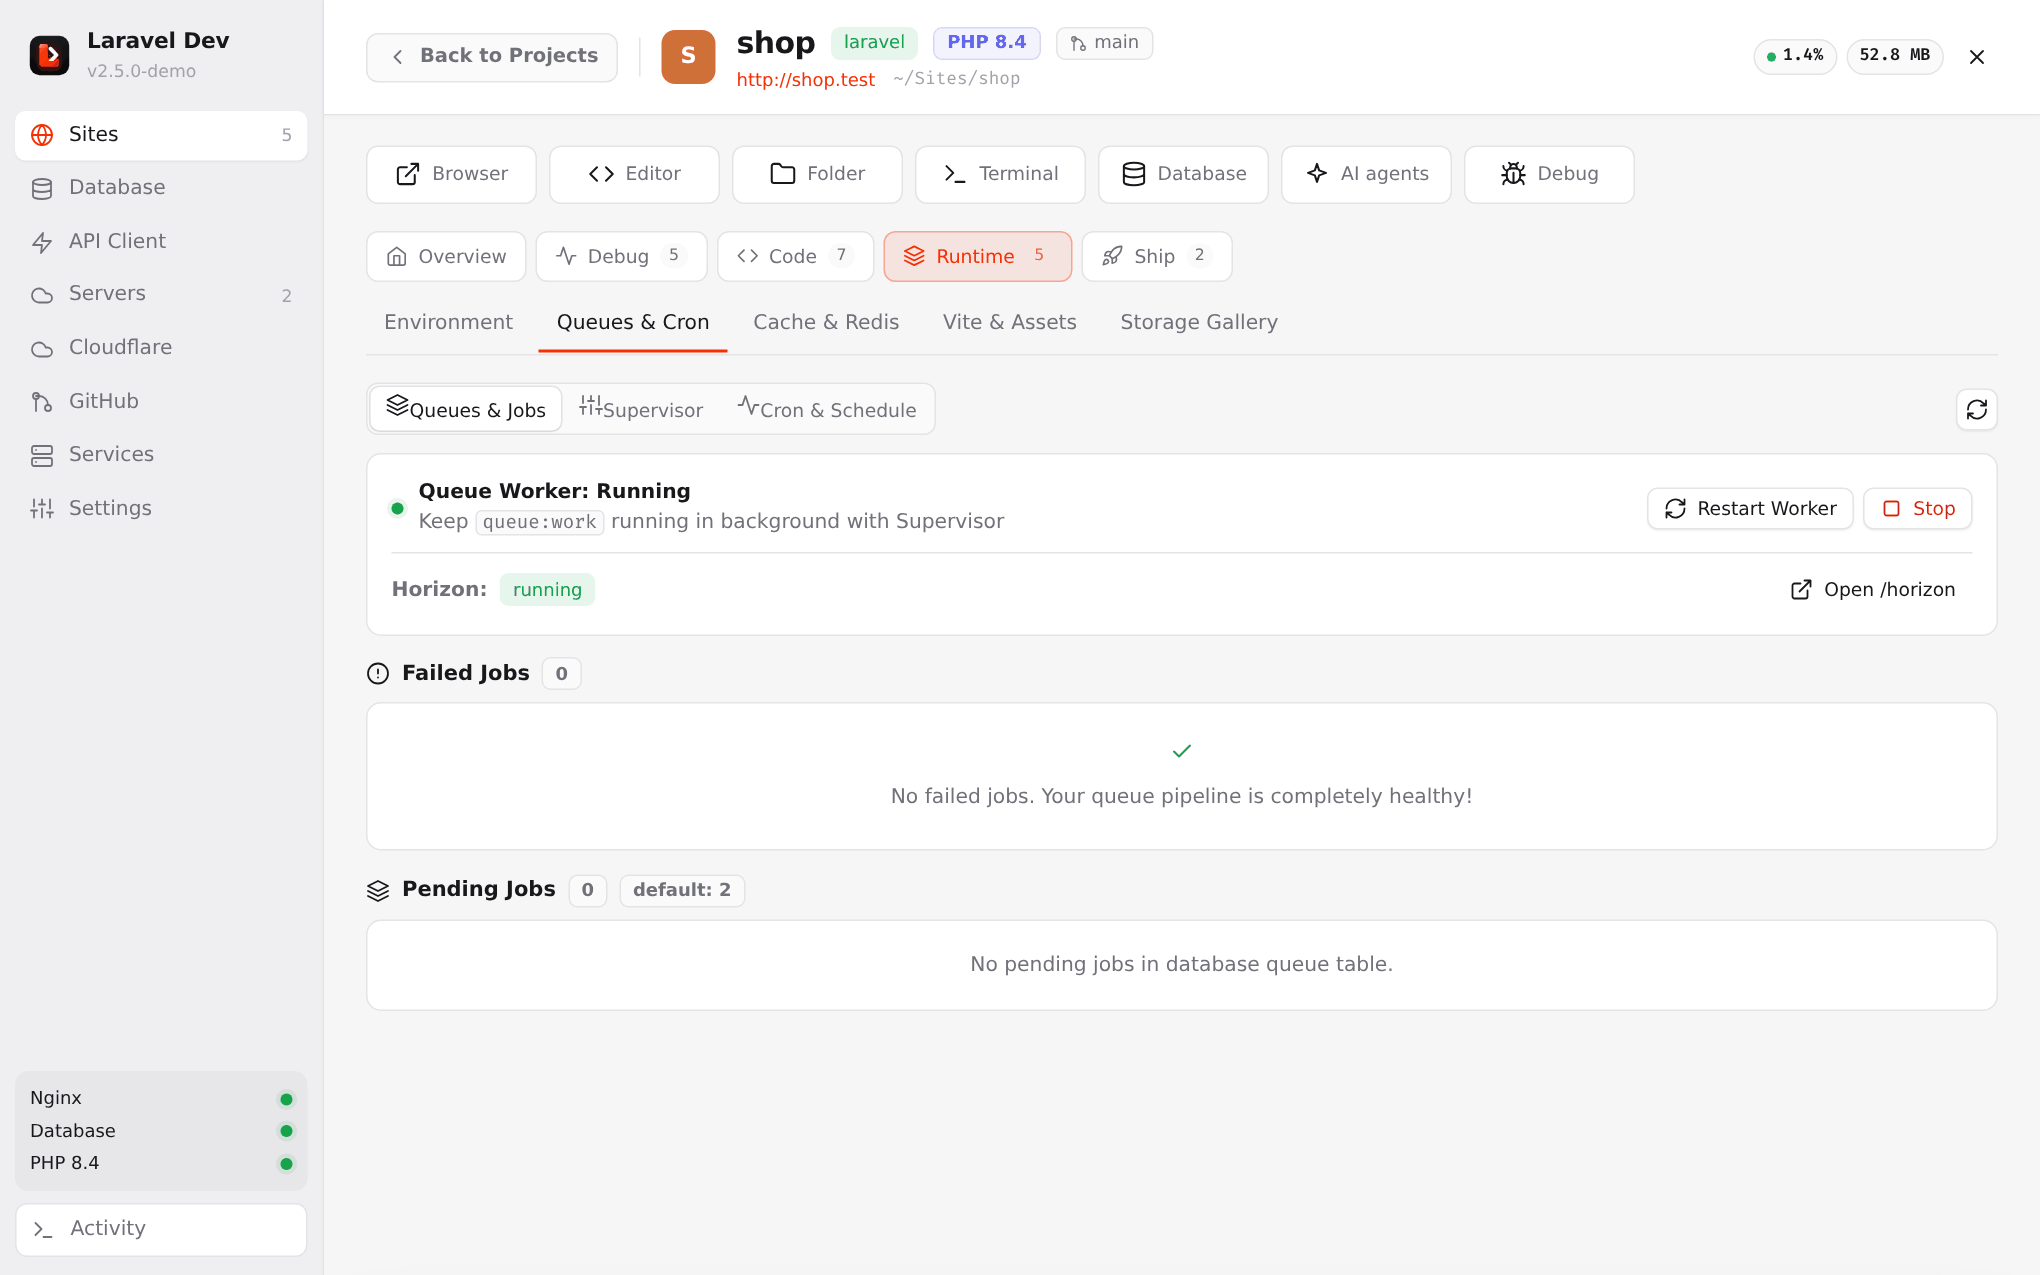 Laravel Dev
v2.5.0-demo
Sites 5
Database
API Client
Servers 2
Cloudflare
GitHub
Services
Settings
Nginx
Database
PHP 8.4
Activity
Back to Projects
S
shop laravel PHP 8.4 main
http://shop.test ~/Sites/shop
1.4% 52.8 MB
Browser Editor Folder Terminal Database AI agents Debug
Overview Debug 5 Code 7 Runtime 5 Ship 2
Environment Queues & Cron Cache & Redis Vite & Assets Storage Gallery
Queues & Jobs Supervisor Cron & Schedule
Queue Worker: Running
Keep queue:work running in background with Supervisor
Restart Worker Stop
Horizon: running Open /horizon
Failed Jobs 0
No failed jobs. Your queue pipeline is completely healthy!
Pending Jobs 0 default: 2
No pending jobs in database queue table.